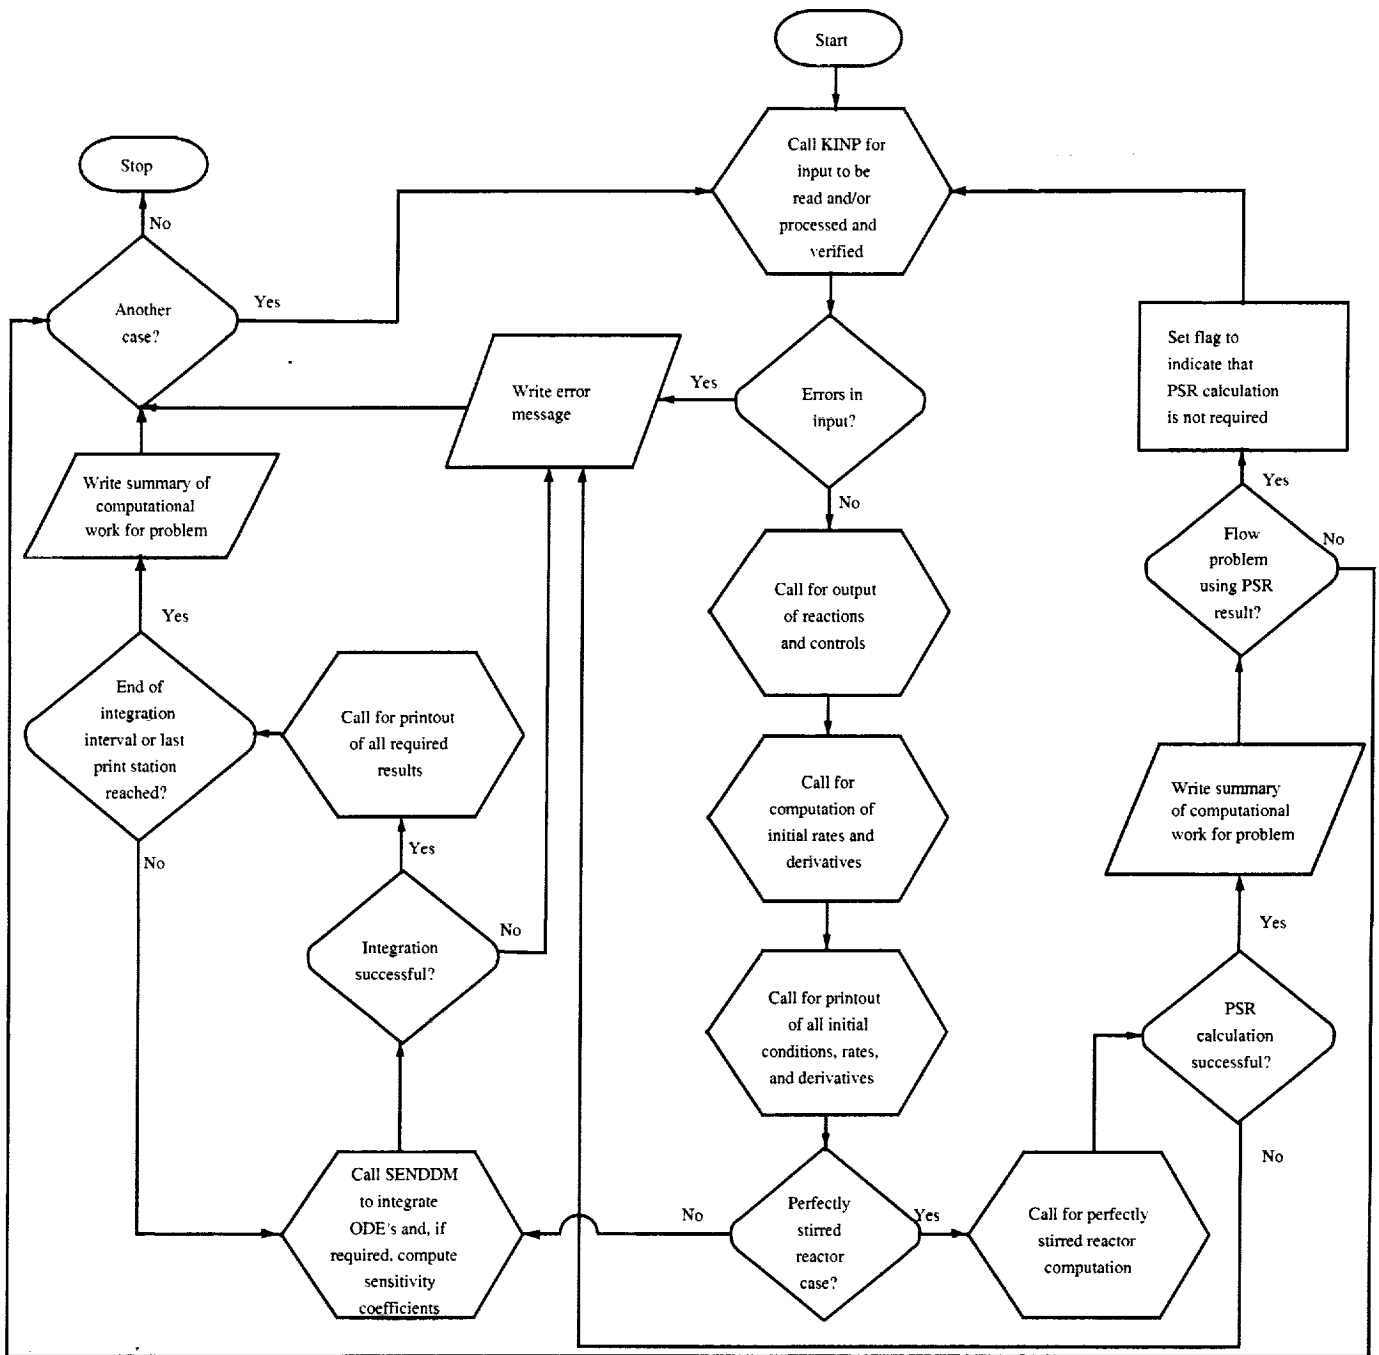 Start
Call KINP for
input to be
read and/or
processed and
verified
Stop
No
Another
case?
Yes
Write error
message
Yes
Errors in
input?
No
Set flag to
indicate that
PSR calculation
is not required
Yes
Flow
problem
using PSR
result?
No
Write summary of
computational
work for problem
Yes
End of
integration
interval or last
print station
reached?
No
Call for printout
of all required
results
Yes
Integration
successful?
No
Call for output
of reactions
and controls
Call for
computation of
initial rates and
derivatives
Call for printout
of all initial
conditions, rates,
and derivatives
Write summary
of computational
work for problem
Yes
PSR
calculation
successful?
No
Call SENDDM
to integrate
ODE's and, if
required, compute
sensitivity
coefficients
No
Perfectly
stirred
reactor
case?
Yes
Call for perfectly
stirred reactor
computation